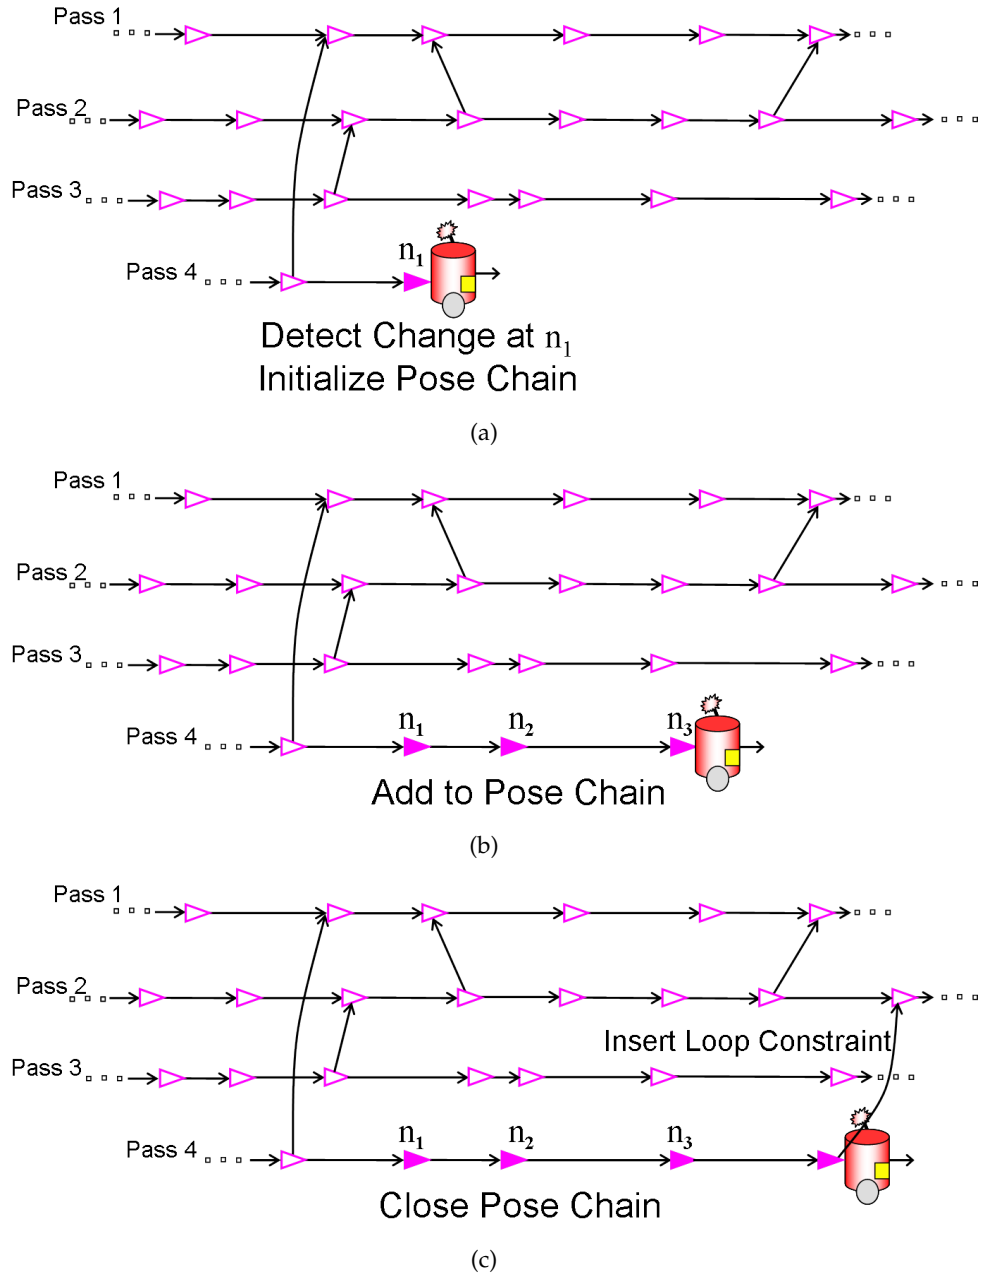 Pass 1
Pass 2
Pass 3
Pass 4
n1
Detect Change at n1
Initialize Pose Chain
(a)
Pass 1
Pass 2
Pass 3
Pass 4
n1 n2 n3
Add to Pose Chain
(b)
Pass 1
Pass 2
Insert Loop Constraint
Pass 3
Pass 4
n1 n2 n3
Close Pose Chain
(c)